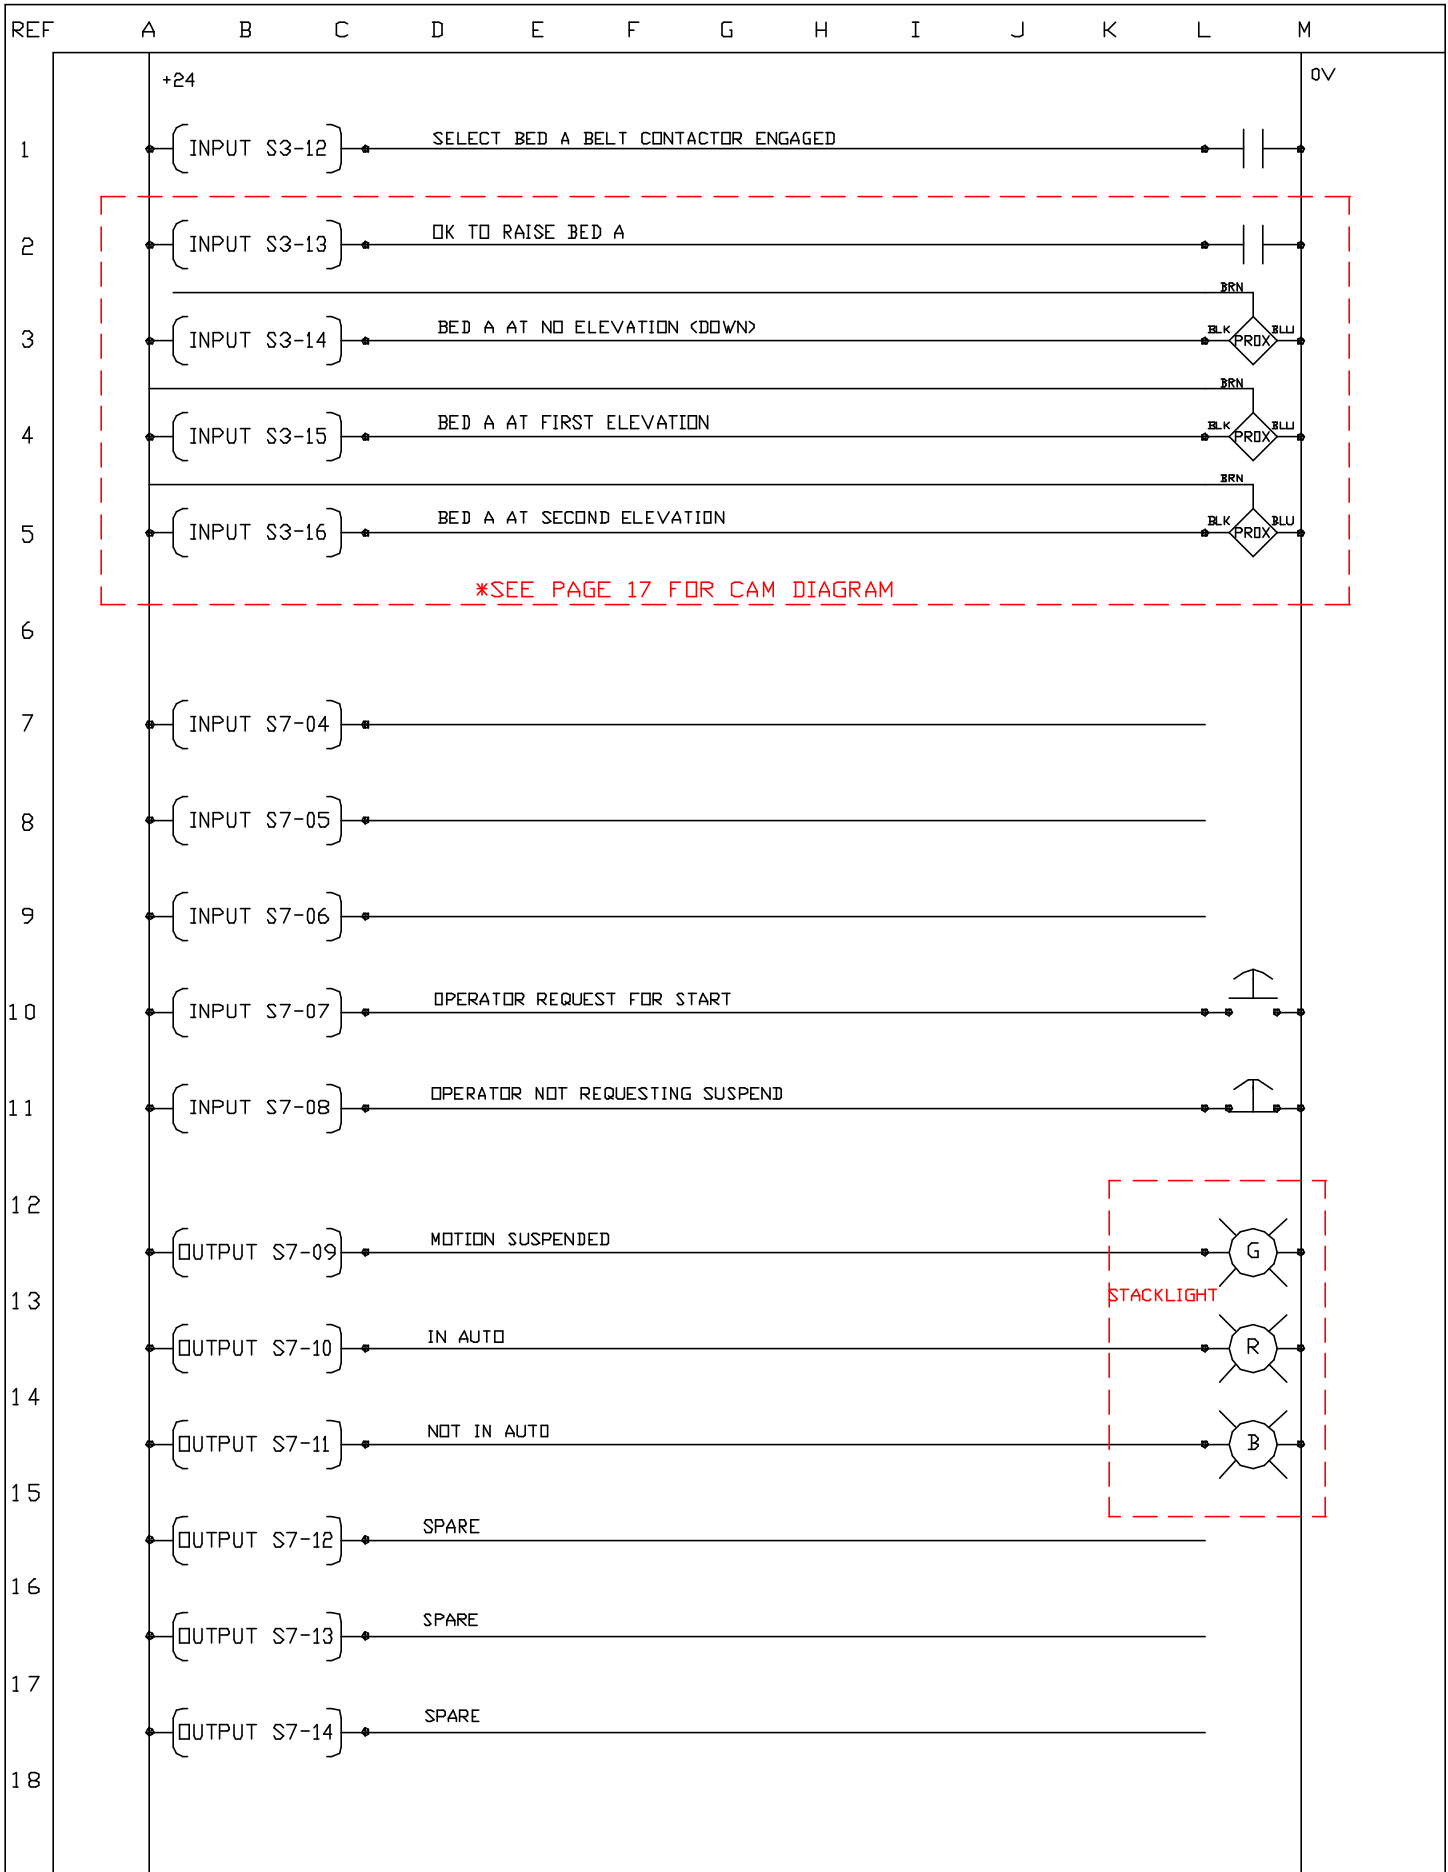 REF A B C D E F G H I J K L M
+24 0V
1 INPUT S3-12 SELECT BED A BELT CONTACTOR ENGAGED
2 INPUT S3-13 OK TO RAISE BED A
BRN
3 INPUT S3-14 BED A AT NO ELEVATION (DOWN) BLK PROX BLU
BRN
4 INPUT S3-15 BED A AT FIRST ELEVATION BLK PROX BLU
BRN
5 INPUT S3-16 BED A AT SECOND ELEVATION BLK PROX BLU
*SEE PAGE 17 FOR CAM DIAGRAM
6
7 INPUT S7-04
8 INPUT S7-05
9 INPUT S7-06
10 INPUT S7-07 OPERATOR REQUEST FOR START
11 INPUT S7-08 OPERATOR NOT REQUESTING SUSPEND
12
OUTPUT S7-09 MOTION SUSPENDED G
13 STACKLIGHT
OUTPUT S7-10 IN AUTO R
14
OUTPUT S7-11 NOT IN AUTO B
15
OUTPUT S7-12 SPARE
16
OUTPUT S7-13 SPARE
17
OUTPUT S7-14 SPARE
18